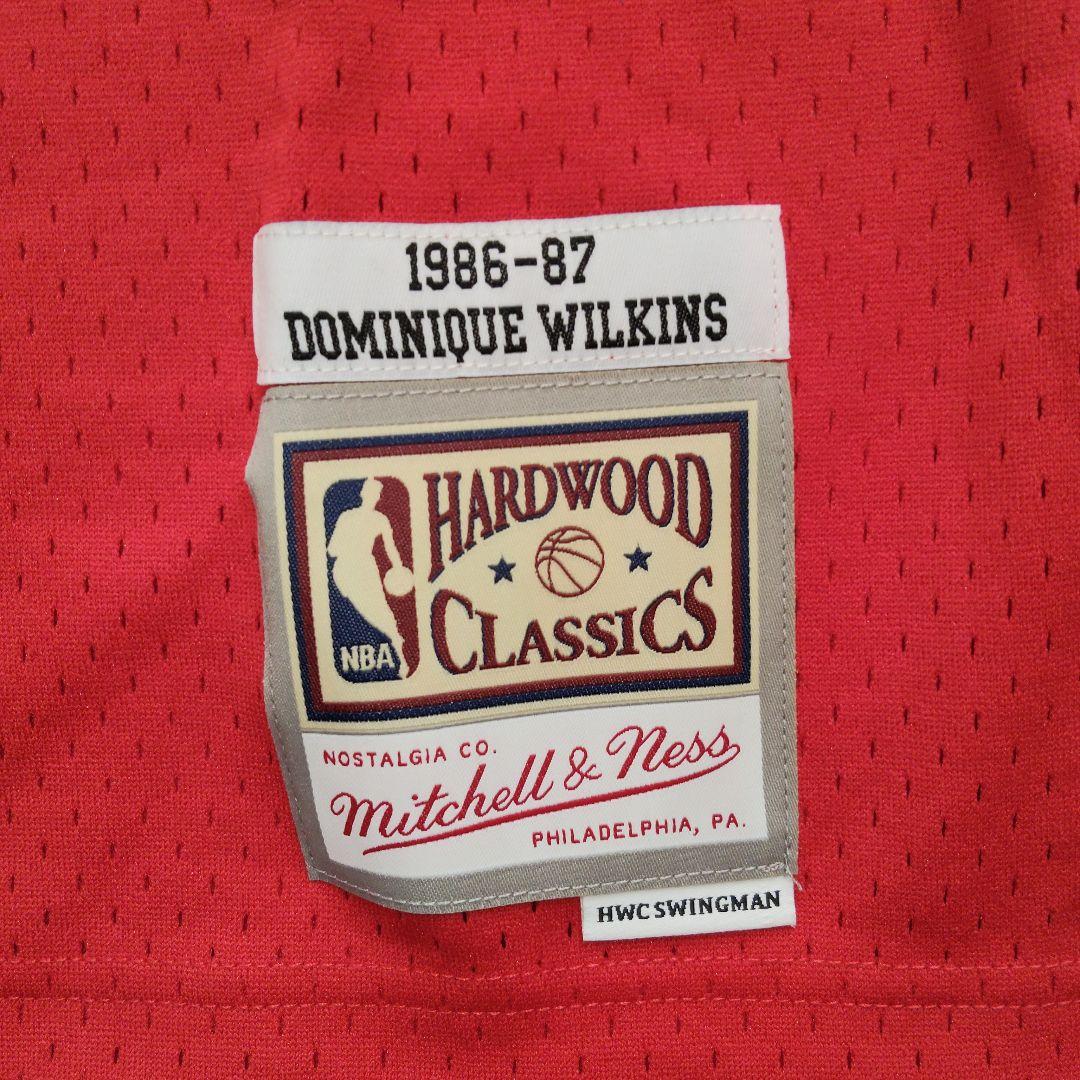 1986-87
DOMINIQUE WILKINS
HARDWOOD
CLASSICS
NBA
NOSTALGIA CO.
Mitchell & Ness
PHILADELPHIA, PA.
HWC SWINGMAN